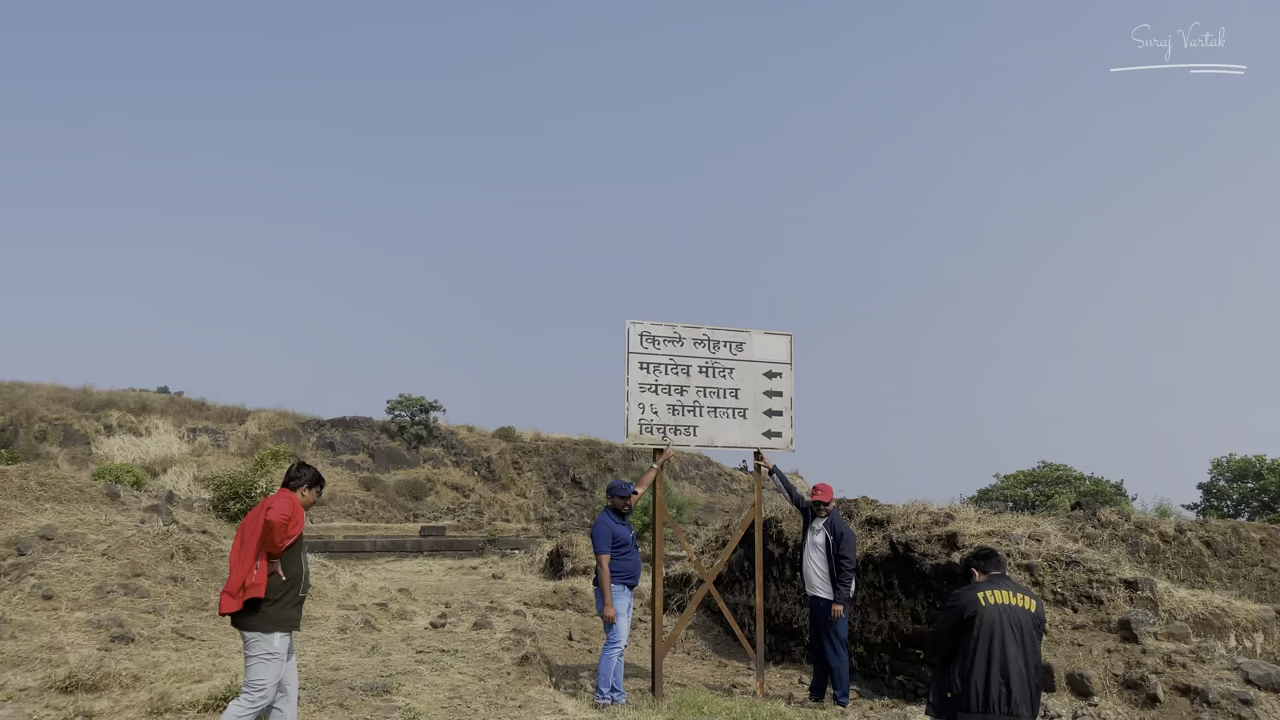 Suraj Vartak
किल्ले लोहगड
महादेव मंदिर
त्र्यंबक तलाव
१६ कोनी तलाव
विंचूकडा